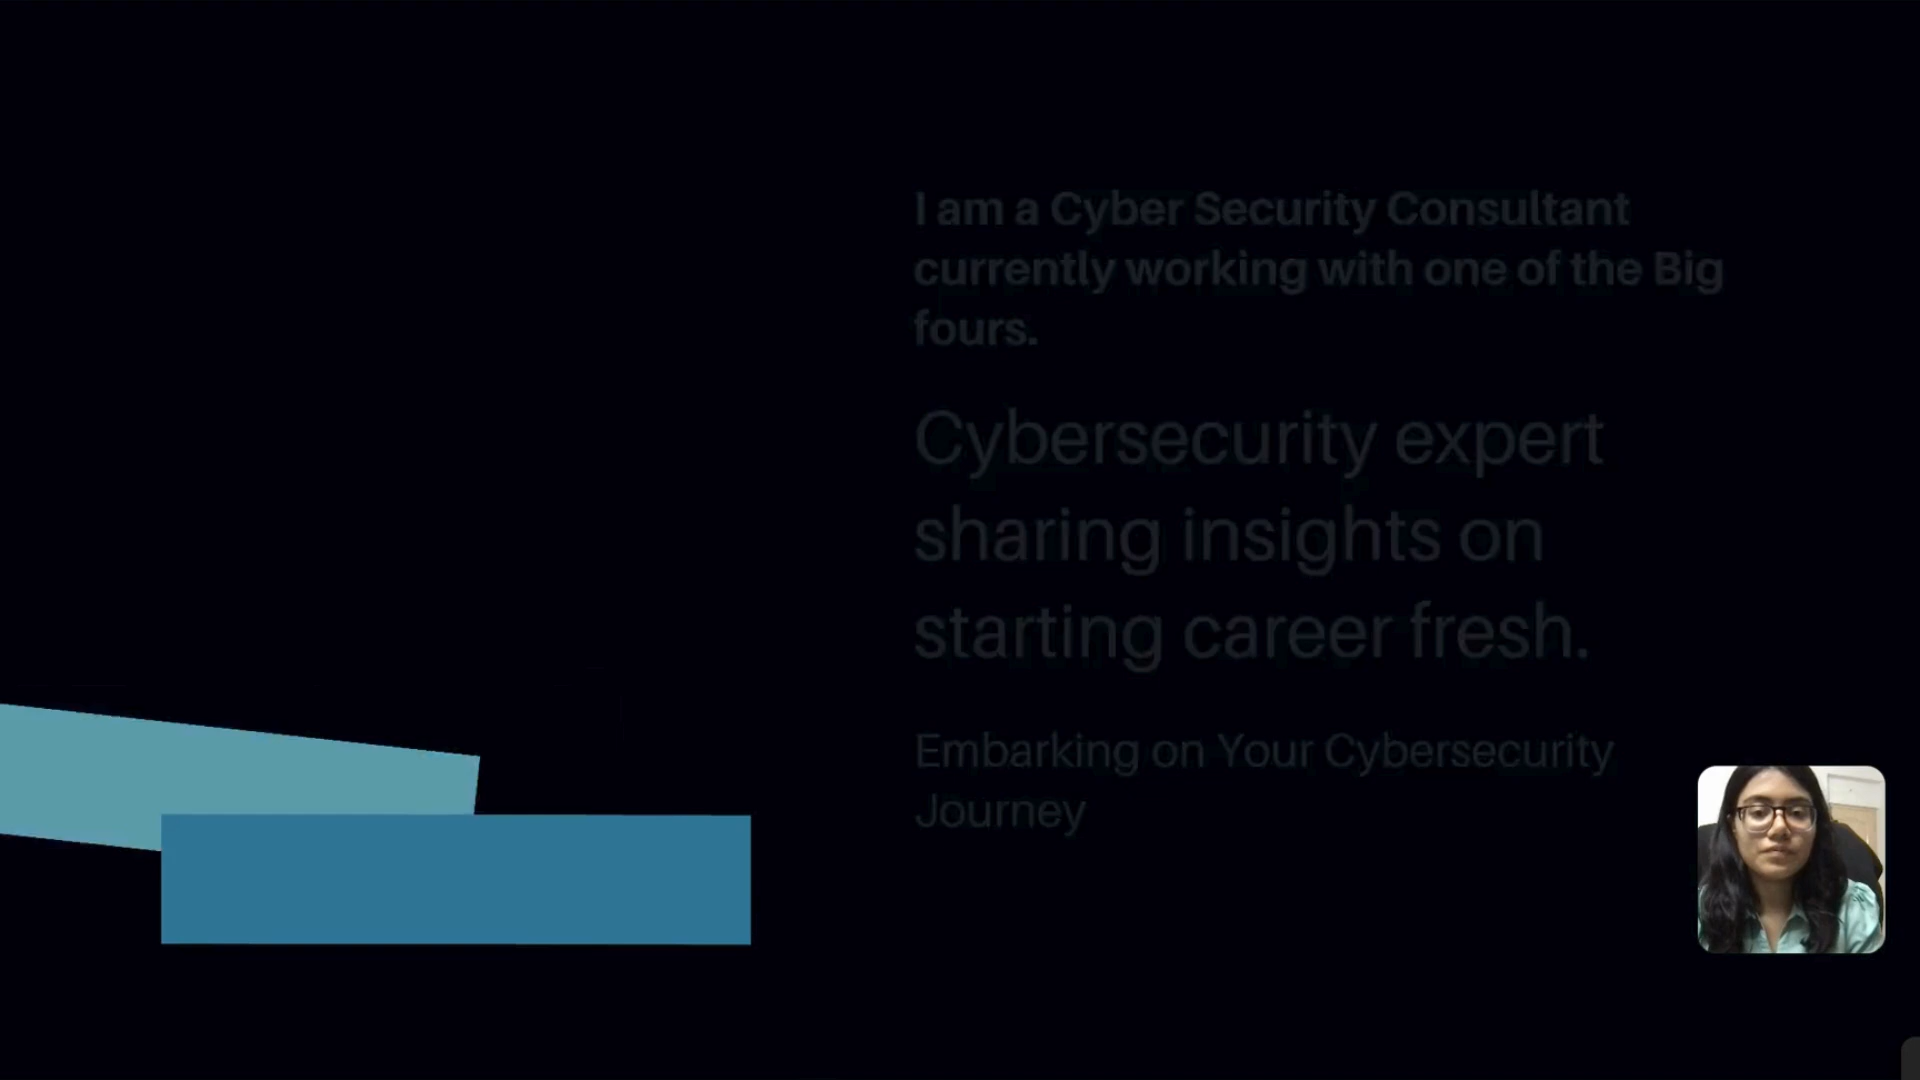 I am a Cyber Security Consultant
currently working with one of the Big
fours.
Cybersecurity expert
sharing insights on
starting career fresh.
Embarking on Your Cybersecurity
Journey